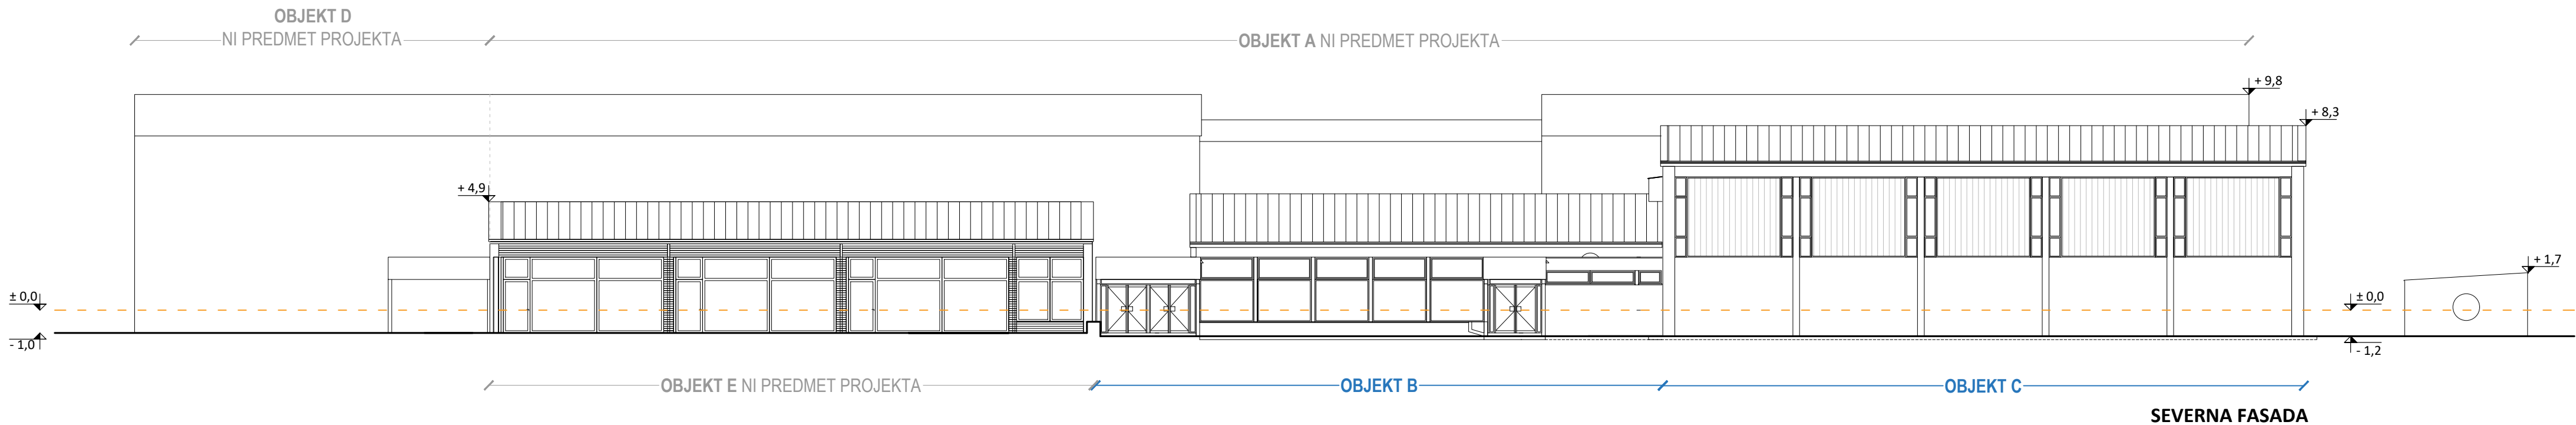 OBJEKT D
NI PREDMET PROJEKTA
OBJEKT A NI PREDMET PROJEKTA
+ 9,8
+ 8,3
+ 4,9
+ 1,7
± 0,0
± 0,0
- 1,0
- 1,2
OBJEKT E NI PREDMET PROJEKTA
OBJEKT B
OBJEKT C
SEVERNA FASADA